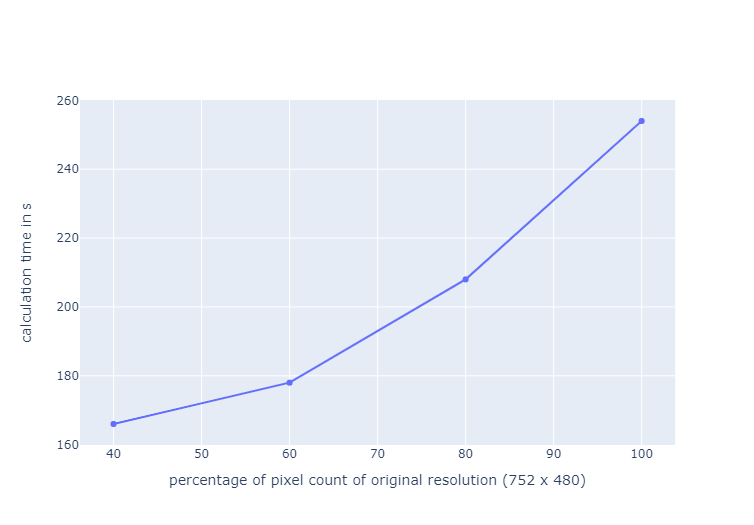 260
240
220
200
180
160
calculation time in s
40 50 60 70 80 90 100
percentage of pixel count of original resolution (752 x 480)